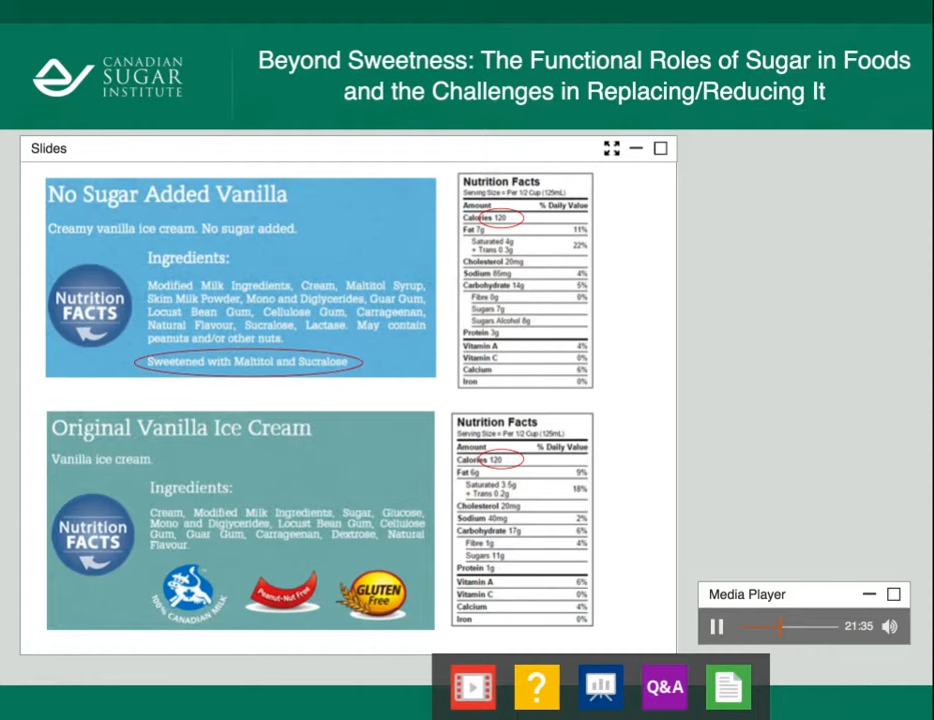 CANADIAN
SUGAR
INSTITUTE
Beyond Sweetness: The Functional Roles of Sugar in Foods
and the Challenges in Replacing/Reducing It
Slides
No Sugar Added Vanilla
Creamy vanilla ice cream. No sugar added.
Ingredients:
Modified Milk Ingredients, Cream, Maltitol Syrup,
Skim Milk Powder, Mono and Diglycerides, Guar Gum,
Locust Bean Gum, Cellulose Gum, Carrageenan,
Natural Flavour, Sucralose, Lactase. May contain
peanuts and/or other nuts.
Sweetened with Maltitol and Sucralose
Nutrition
FACTS
Nutrition Facts
Serving Size = Per 1/2 Cup (125mL)
Amount % Daily Value
Calories 120
Fat 7g 11%
Saturated 4g
+ Trans 0.3g 22%
Cholesterol 20mg
Sodium 85mg 4%
Carbohydrate 14g 5%
Fibre 0g 0%
Sugars 7g
Sugars Alcohol 6g
Protein 3g
Vitamin A 4%
Vitamin C 0%
Calcium 6%
Iron 0%
Original Vanilla Ice Cream
Vanilla ice cream.
Ingredients:
Cream, Modified Milk Ingredients, Sugar, Glucose,
Mono and Diglycerides, Locust Bean Gum, Cellulose
Gum, Guar Gum, Carrageenan, Dextrose, Natural
Flavour.
Nutrition
FACTS
100% CANADIAN MILK
Peanut-Nut Free
GLUTEN
Free
Nutrition Facts
Serving Size = Per 1/2 Cup (125mL)
Amount % Daily Value
Calories 120
Fat 6g 9%
Saturated 3.5g
+ Trans 0.2g 18%
Cholesterol 20mg
Sodium 40mg 2%
Carbohydrate 17g 6%
Fibre 1g 4%
Sugars 11g
Protein 1g
Vitamin A 6%
Vitamin C 0%
Calcium 4%
Iron 0%
Media Player
21:35
?
Q&A